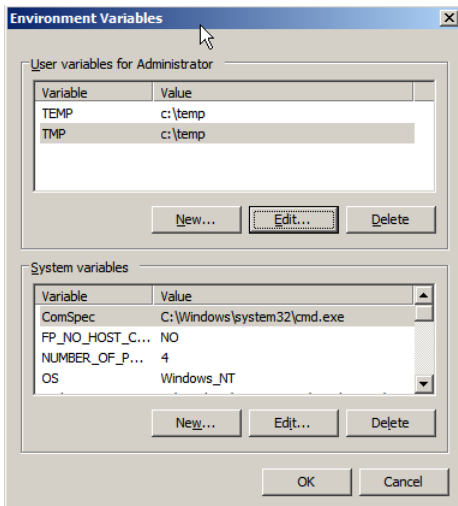 Environment Variables
User variables for Administrator
Variable Value
TEMP c:\temp
TMP c:\temp
New... Edit... Delete
System variables
Variable Value
ComSpec C:\Windows\system32\cmd.exe
FP_NO_HOST_C... NO
NUMBER_OF_P... 4
OS Windows_NT
New... Edit... Delete
OK Cancel